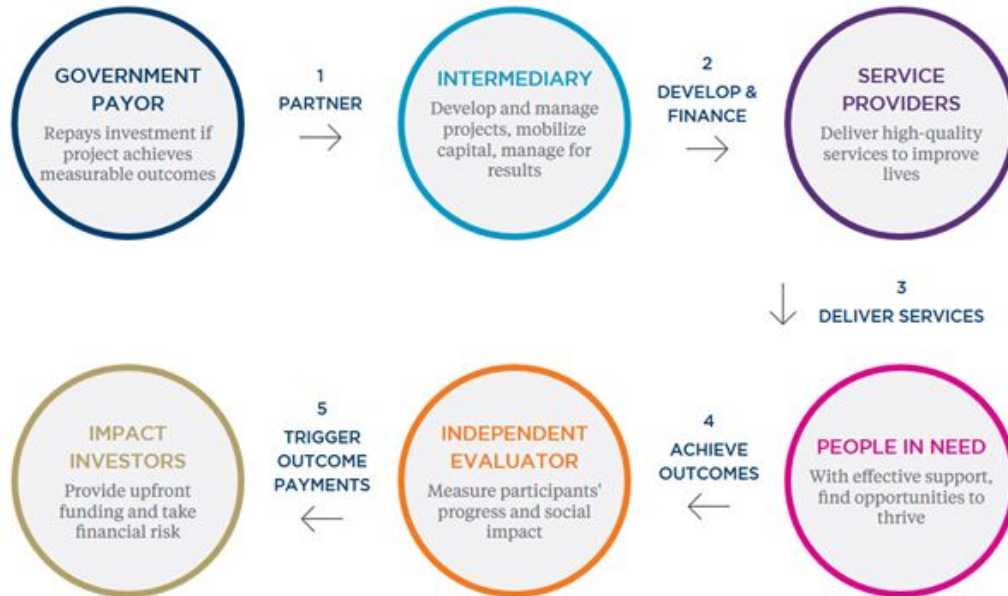 GOVERNMENT
PAYOR
Repays investment if
project achieves
measurable outcomes
1
PARTNER
INTERMEDIARY
Develop and manage
projects, mobilize
capital, manage for
results
2
DEVELOP &
FINANCE
SERVICE
PROVIDERS
Deliver high-quality
services to improve
lives
3
DELIVER SERVICES
PEOPLE IN NEED
With effective support,
find opportunities to
thrive
4
ACHIEVE
OUTCOMES
INDEPENDENT
EVALUATOR
Measure participants'
progress and social
impact
5
TRIGGER
OUTCOME
PAYMENTS
IMPACT
INVESTORS
Provide upfront
funding and take
financial risk